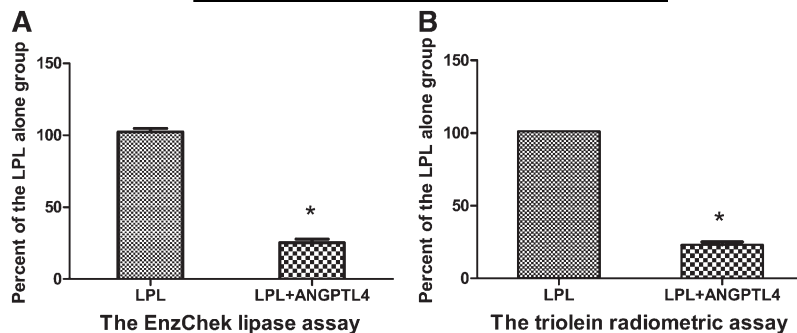 A
Percent of the LPL alone group
150
100
50
0
*
LPL
LPL+ANGPTL4
The EnzChek lipase assay
B
Percent of the LPL alone group
150
100
50
0
*
LPL
LPL+ANGPTL4
The triolein radiometric assay